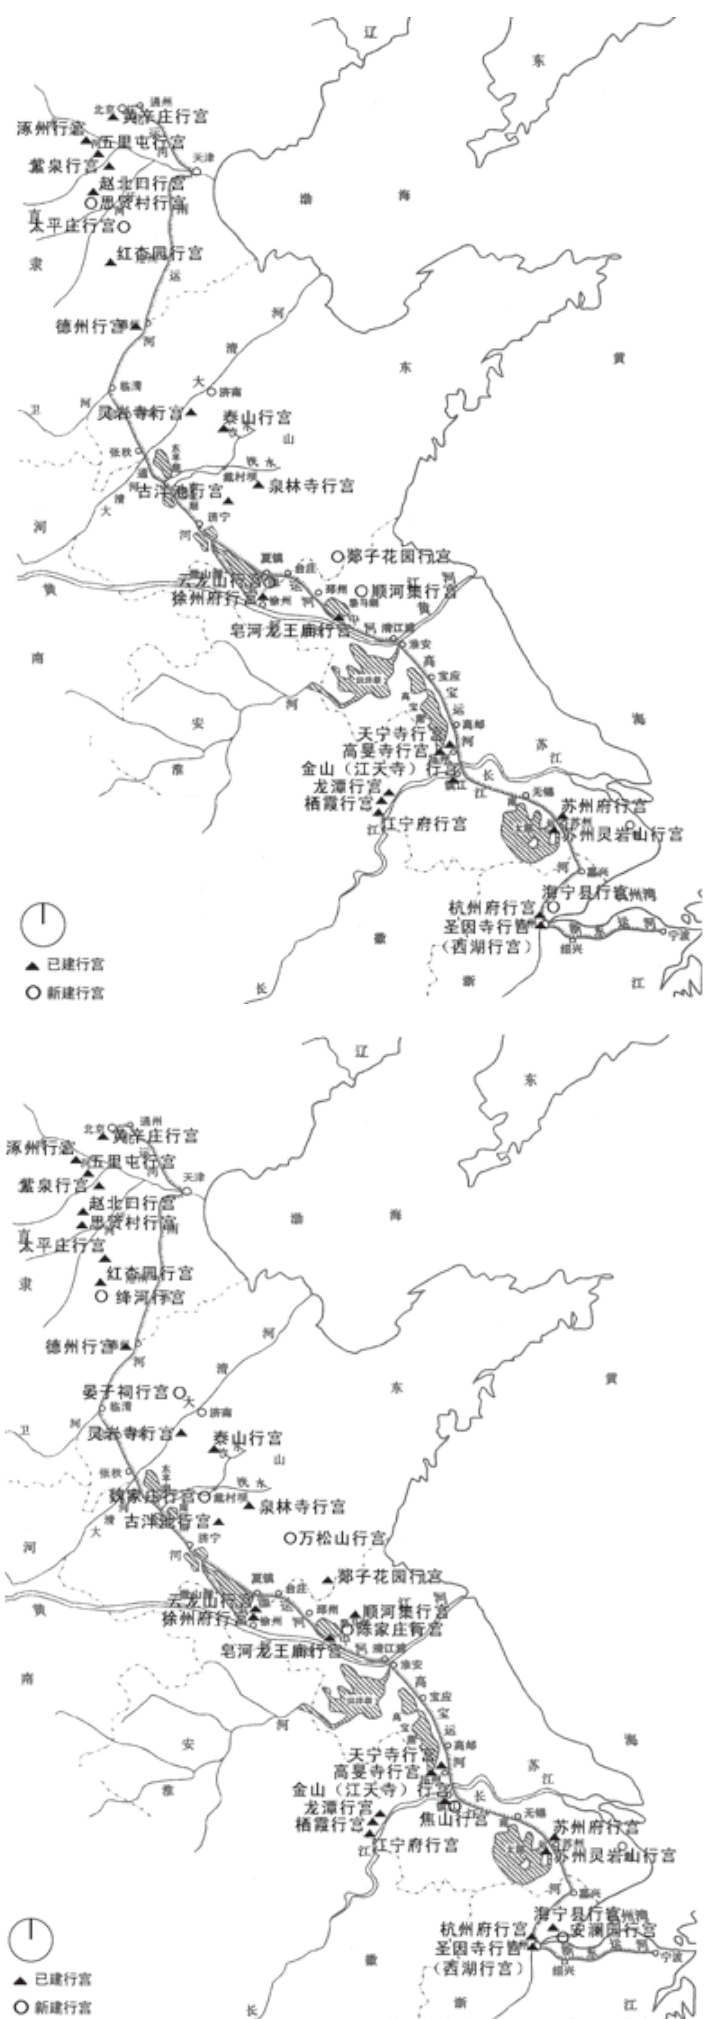 辽
东
北京
通州
黄辛庄行宫
涿州行宫
五里屯行宫
运
河
天津
紫泉行宫
赵北口行宫
渤
海
思贤村行宫
直
太平庄行宫
隶
红杏园行宫
运
德州行宫
河
河
清
东
黄
大
济南
临清
卫
河
灵岩寺行宫
泰山行宫
山
张秋
戴村坝
泉林寺行宫
古泮池行宫
大
清
济宁
河
河
郯子花园行宫
夏镇
台庄
江
云龙山行宫
邳州
顺河集行宫
黄
徐州府行宫
徐州
皂河龙王庙行宫
清江浦
淮安
南
高
宝应
宝
河
安
运
高邮
淮
天宁寺行宫
河
苏
高旻寺行宫
江
金山（江天寺）行宫
长
龙潭行宫
江
无锡
栖霞行宫
苏州府行宫
江
江宁府行宫
苏州
苏州灵岩山行宫
河
嘉兴
海宁县行宫
杭州湾
杭州府行宫
圣因寺行宫
（西湖行宫）
绍兴
宁波
徽
浙
江
长
已建行宫
新建行宫
辽
东
北京
通州
黄辛庄行宫
涿州行宫
五里屯行宫
运
河
天津
紫泉行宫
赵北口行宫
渤
海
思贤村行宫
直
太平庄行宫
隶
红杏园行宫
绛河行宫
德州行宫
河
河
清
东
黄
晏子祠行宫
大
济南
临清
卫
河
灵岩寺行宫
泰山行宫
山
张秋
魏家庄行宫
戴村坝
泉林寺行宫
古泮池行宫
大
清
济宁
万松山行宫
河
河
郯子花园行宫
夏镇
台庄
江
云龙山行宫
邳州
顺河集行宫
黄
徐州府行宫
徐州
陈家庄行宫
皂河龙王庙行宫
清江浦
淮安
南
高
宝应
宝
河
安
运
高邮
淮
天宁寺行宫
河
苏
高旻寺行宫
江
金山（江天寺）行宫
长
龙潭行宫
焦山行宫
无锡
栖霞行宫
苏州府行宫
江
江宁府行宫
苏州
苏州灵岩山行宫
河
嘉兴
海宁县行宫
杭州湾
杭州府行宫
安澜园行宫
圣因寺行宫
（西湖行宫）
绍兴
宁波
徽
浙
江
长
已建行宫
新建行宫